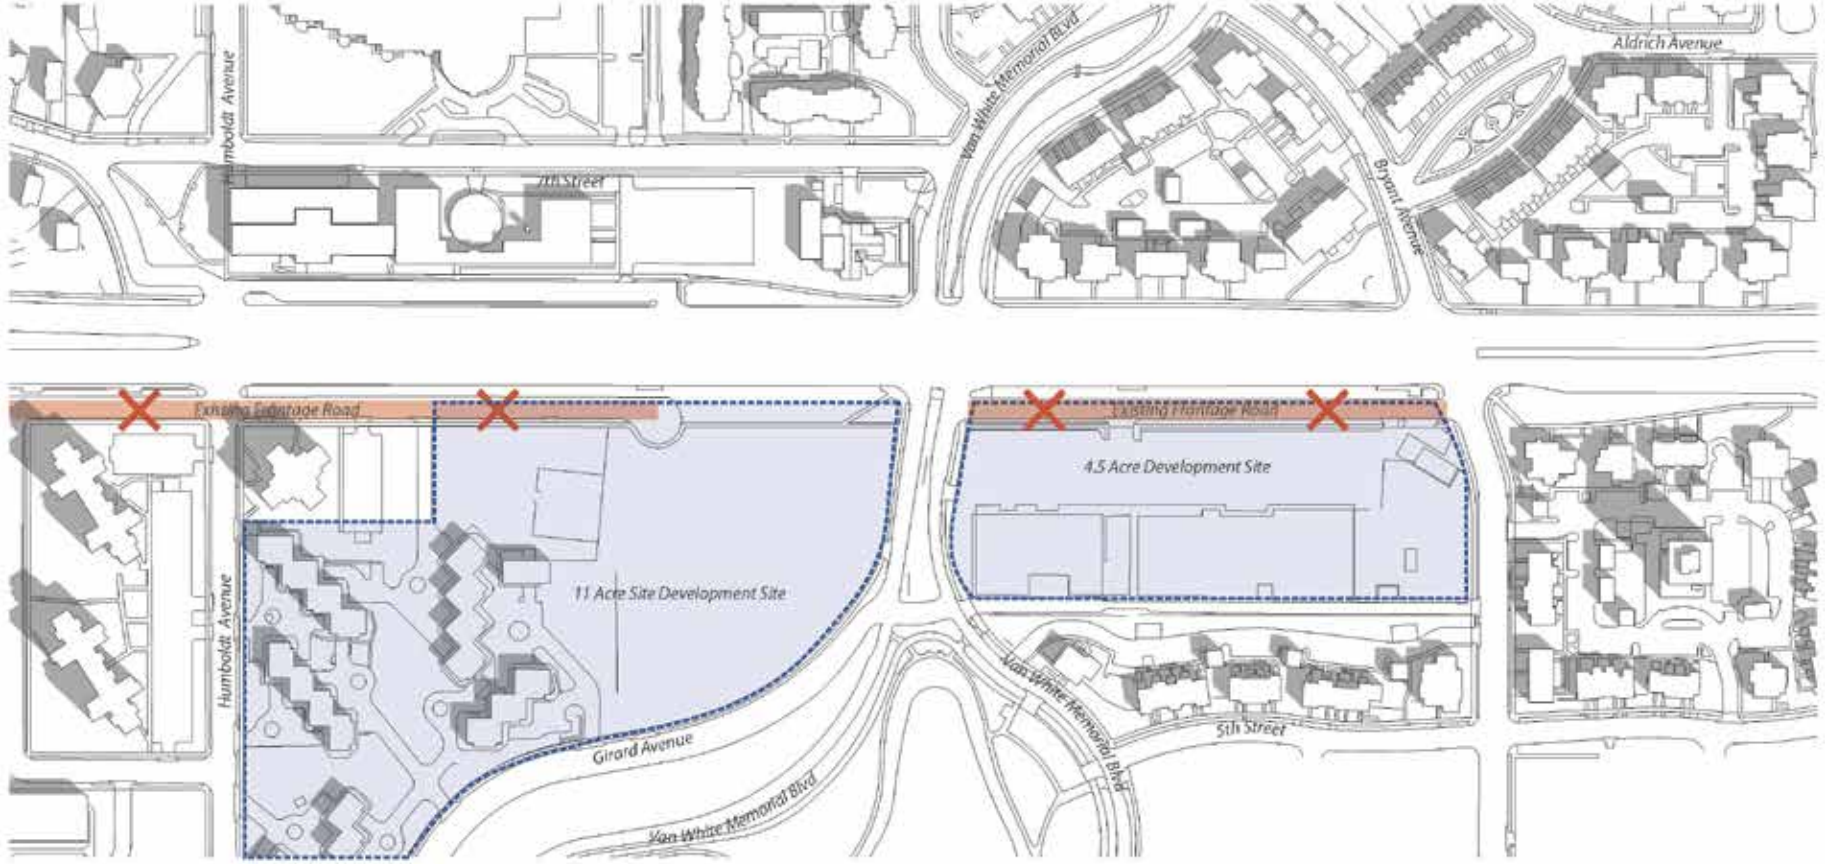 Aldrich Avenue
Van White Memorial BLvd
Humboldt Avenue
7th Street
Bryant Avenue
Existing Frontage Road
Existing Frontage Road
4.5 Acre Development Site
11 Acre Site Development Site
Humboldt Avenue
Van White Memorial Blvd
5th Street
Girard Avenue
Van White Memorial Blvd